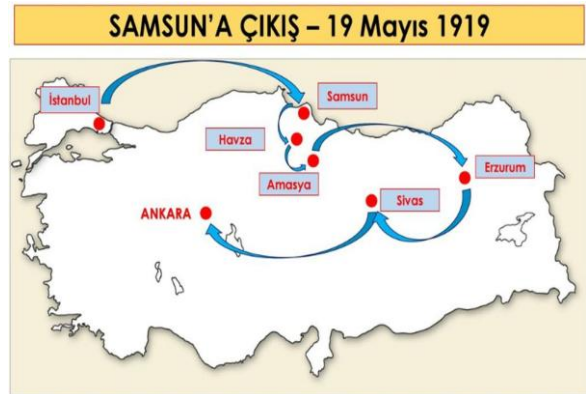 SAMSUN'A ÇIKIŞ – 19 Mayıs 1919
İstanbul
Samsun
Havza
Amasya
Erzurum
Sivas
ANKARA